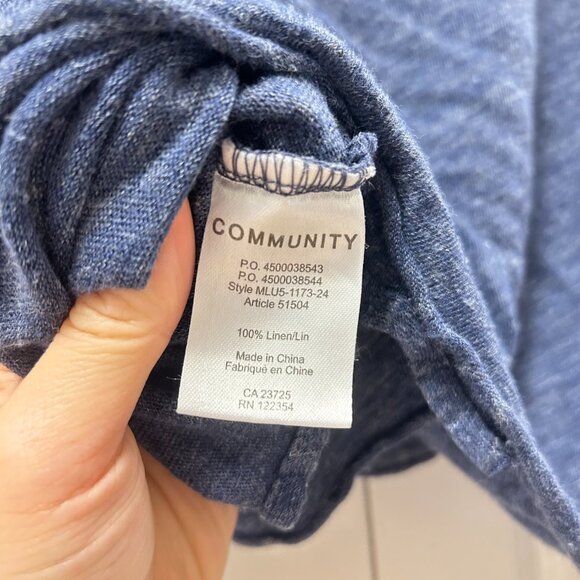 COMMUNITY
P.O. 4500038543
P.O. 4500038544
Style MLU5-1173-24
Article 51504
100% Linen/Lin
Made in China
Fabriqué en Chine
CA 23725
RN 122354